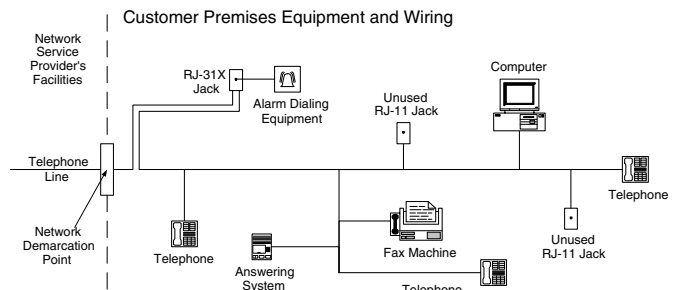 Customer Premises Equipment and Wiring
Network
Service
Provider's
Facilities
RJ-31X
Jack
Alarm Dialing
Equipment
Unused
RJ-11 Jack
Computer
Telephone
Line
Telephone
Network
Demarcation
Point
Telephone
Answering
System
Fax Machine
Unused
RJ-11 Jack
Telephone